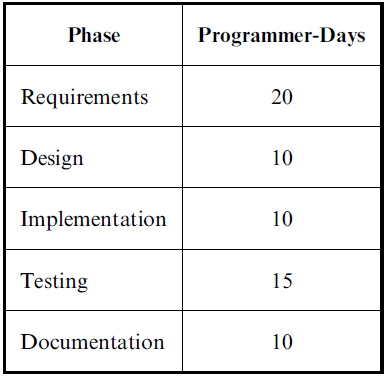 Phase Programmer-Days
Requirements 20
Design 10
Implementation 10
Testing 15
Documentation 10